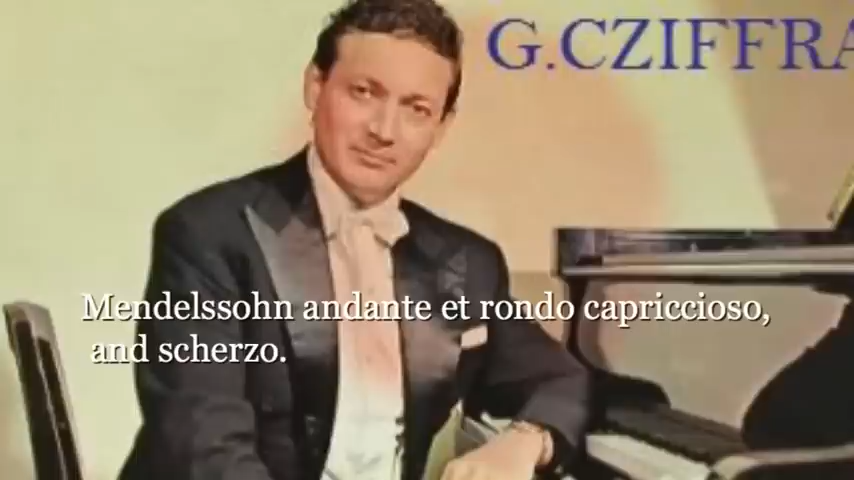 G.CZIFFRA
Mendelssohn andante et rondo capriccioso,
and scherzo.